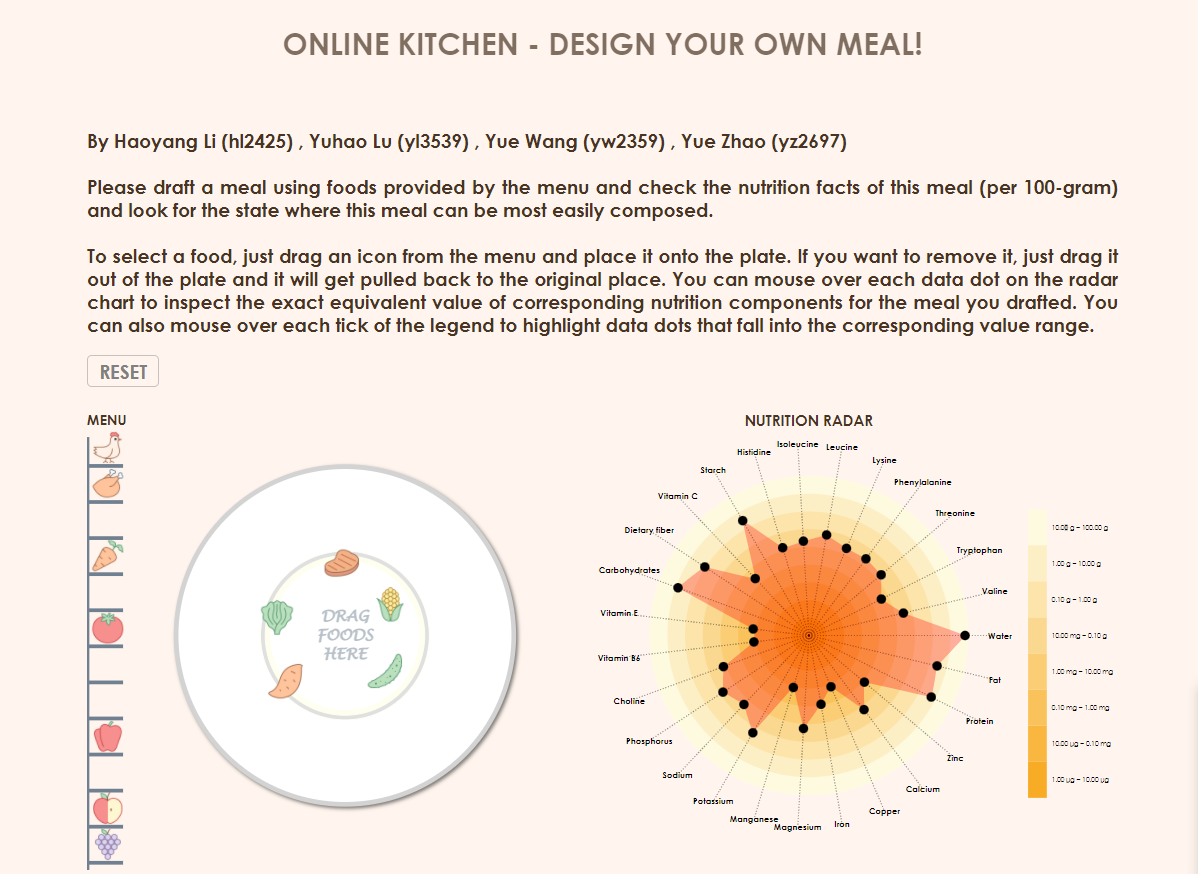 ONLINE KITCHEN - DESIGN YOUR OWN MEAL!
By Haoyang Li (hl2425) , Yuhao Lu (yl3539) , Yue Wang (yw2359) , Yue Zhao (yz2697)
Please draft a meal using foods provided by the menu and check the nutrition facts of this meal (per 100-gram)
and look for the state where this meal can be most easily composed.
To select a food, just drag an icon from the menu and place it onto the plate. If you want to remove it, just drag it
out of the plate and it will get pulled back to the original place. You can mouse over each data dot on the radar
chart to inspect the exact equivalent value of corresponding nutrition components for the meal you drafted. You
can also mouse over each tick of the legend to highlight data dots that fall into the corresponding value range.
RESET
MENU
DRAG
FOODS
HERE
NUTRITION RADAR
Isoleucine
Leucine
Histidine
Lysine
Starch
Phenylalanine
Vitamin C
Threonine
Dietary fiber
Tryptophan
Carbohydrates
Valine
Vitamin E
Water
Vitamin B6
Fat
Choline
Protein
Phosphorus
Zinc
Sodium
Calcium
Potassium
Copper
Manganese
Iron
Magnesium
10.00 g - 100.00 g
1.00 g - 10.00 g
0.10 g - 1.00 g
10.00 mg - 0.10 g
1.00 mg - 10.00 mg
0.10 mg - 1.00 mg
10.00 µg - 0.10 mg
1.00 µg - 10.00 µg